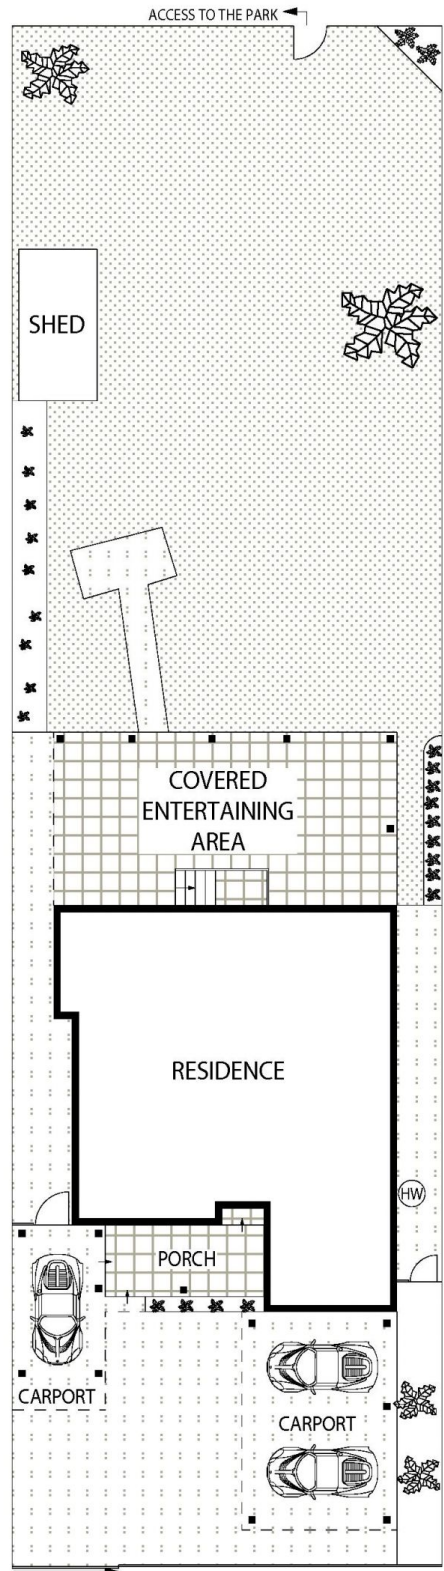 ACCESS TO THE PARK
SHED
COVERED
ENTERTAINING
AREA
RESIDENCE
HW
PORCH
CARPORT
CARPORT